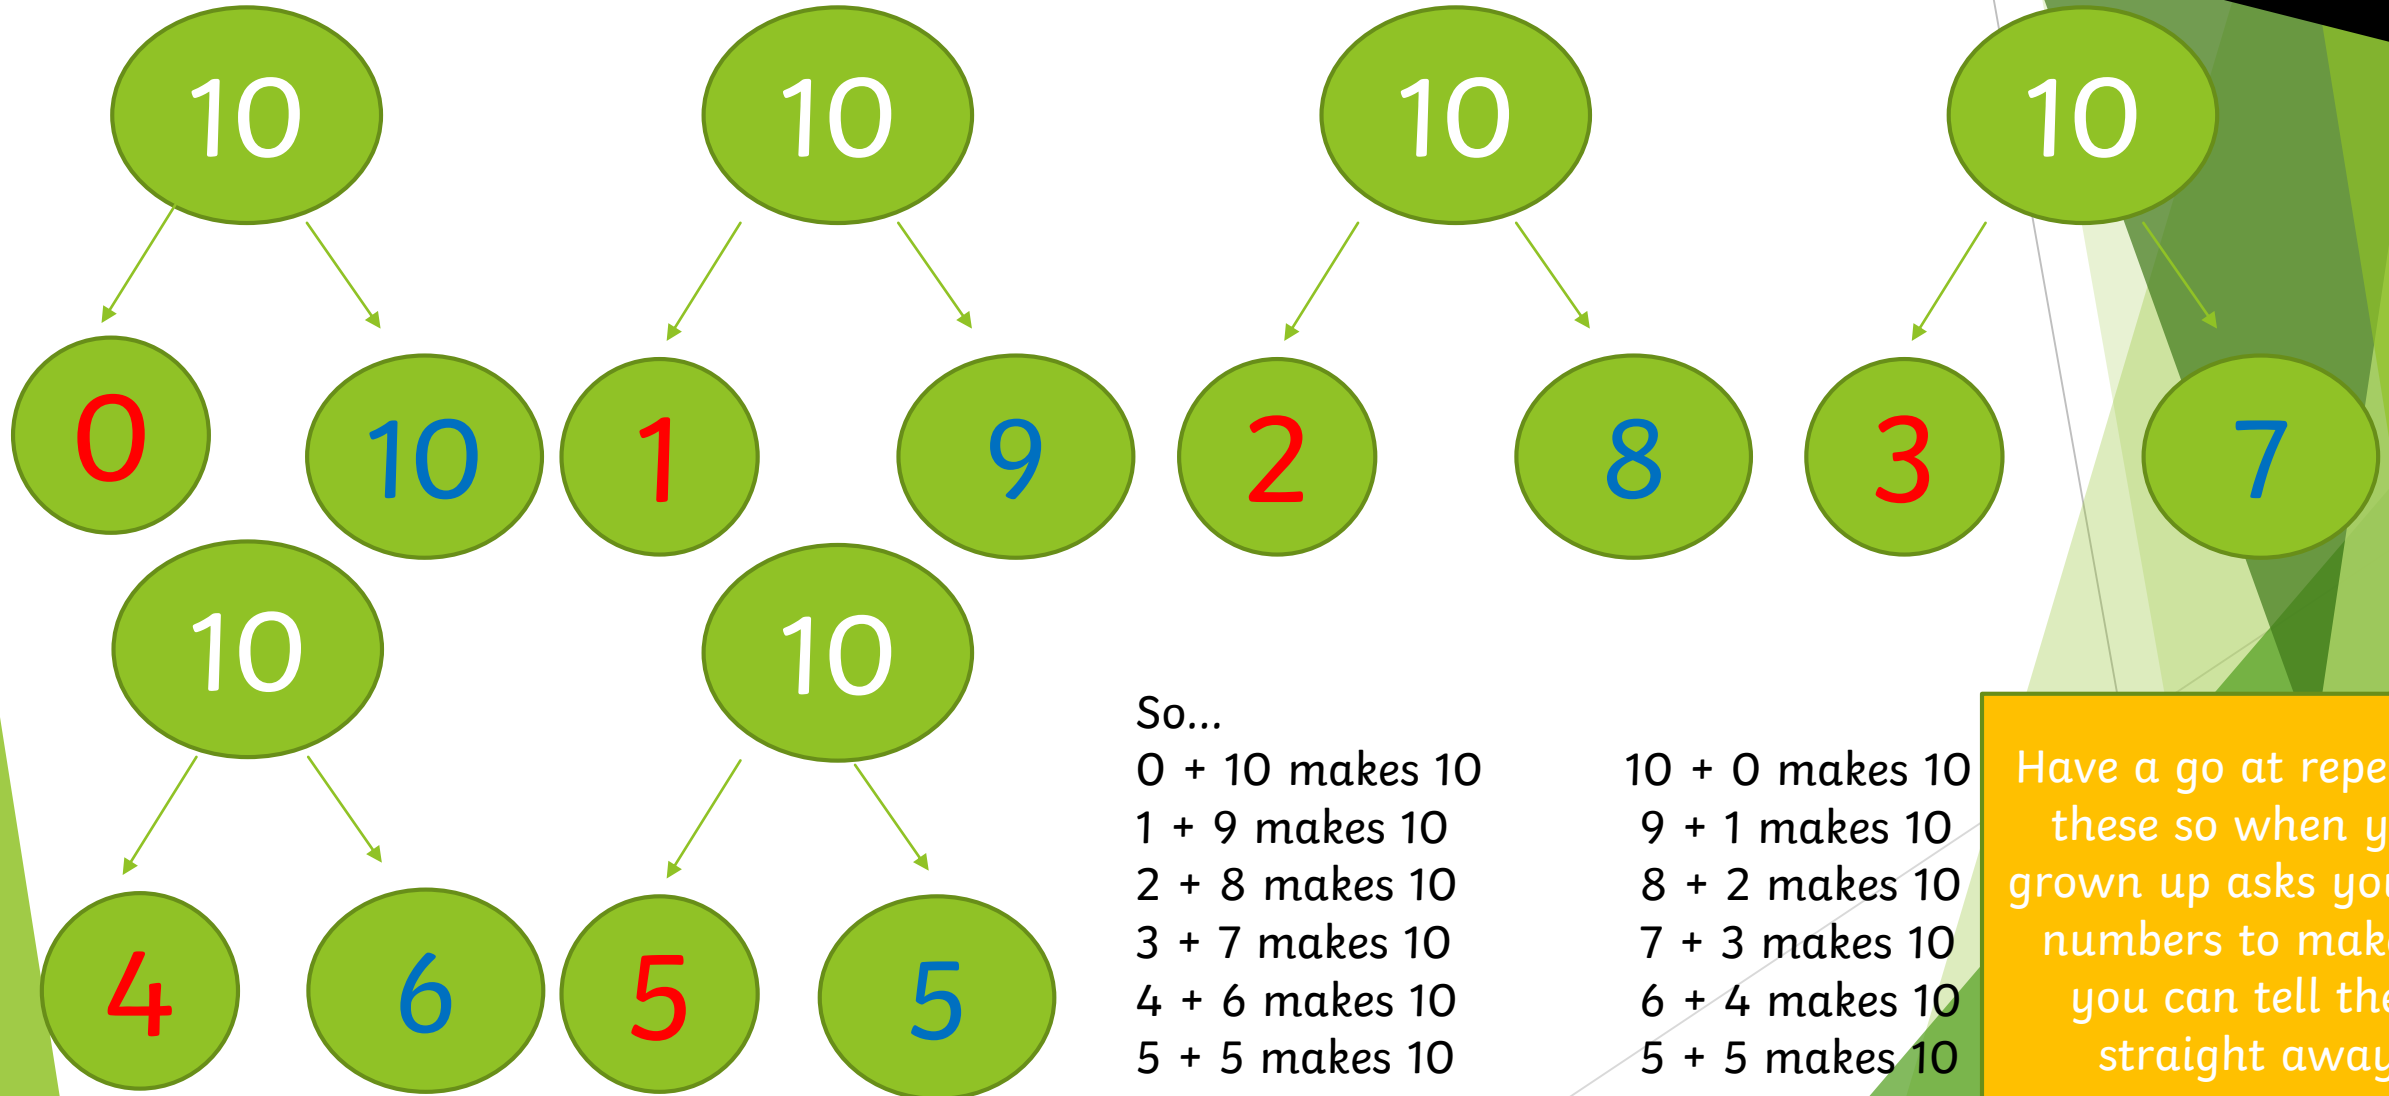 10 10 10 10
0 10 1 9 2 8 3 7
10 10
4 6 5 5
So...
0 + 10 makes 10 10 + 0 makes 10
1 + 9 makes 10 9 + 1 makes 10
2 + 8 makes 10 8 + 2 makes 10
3 + 7 makes 10 7 + 3 makes 10
4 + 6 makes 10 6 + 4 makes 10
5 + 5 makes 10 5 + 5 makes 10
Have a go at
these so when
grown up asks
numbers to
you can tell
straight